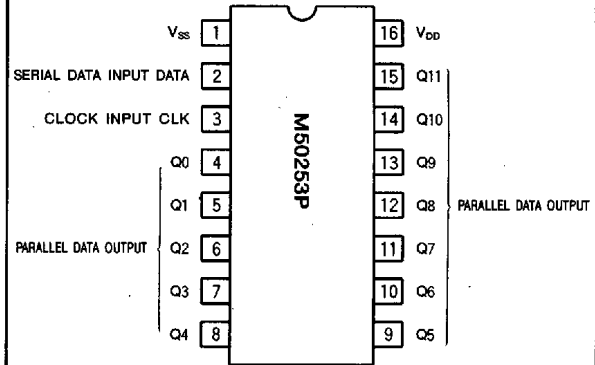 VSS 1 16 VDD
SERIAL DATA INPUT DATA 2 15 Q11
CLOCK INPUT CLK 3 14 Q10
Q0 4 13 Q9
Q1 5 12 Q8 PARALLEL DATA OUTPUT
PARALLEL DATA OUTPUT Q2 6 11 Q7
Q3 7 10 Q6
Q4 8 9 Q5
M50253P